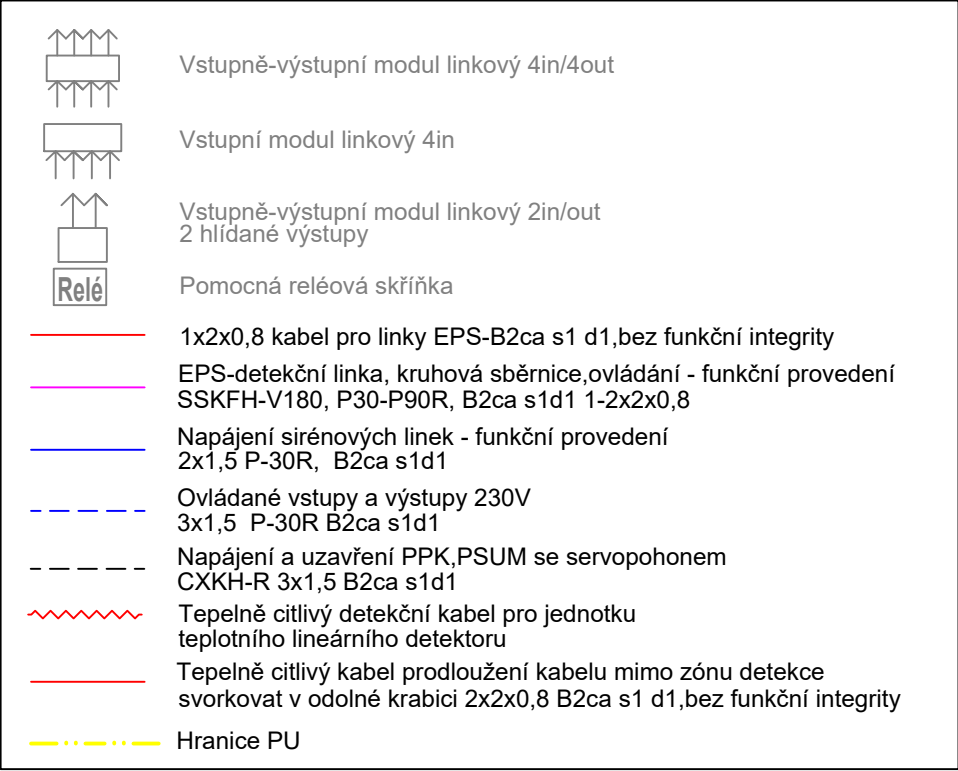 Vstupně-výstupní modul linkový 4in/4out
Vstupní modul linkový 4in
Vstupně-výstupní modul linkový 2in/out
2 hlídané výstupy
Relé Pomocná reléová skříňka
1x2x0,8 kabel pro linky EPS-B2ca s1 d1,bez funkční integrity
EPS-detekční linka, kruhová sběrnice,ovládání - funkční provedení
SSKFH-V180, P30-P90R, B2ca s1d1 1-2x2x0,8
Napájení sirénových linek - funkční provedení
2x1,5 P-30R, B2ca s1d1
Ovládané vstupy a výstupy 230V
3x1,5 P-30R B2ca s1d1
Napájení a uzavření PPK,PSUM se servopohonem
CXKH-R 3x1,5 B2ca s1d1
Tepelně citlivý detekční kabel pro jednotku
teplotního lineárního detektoru
Tepelně citlivý kabel prodloužení kabelu mimo zónu detekce
svorkovat v odolné krabici 2x2x0,8 B2ca s1 d1,bez funkční integrity
Hranice PU